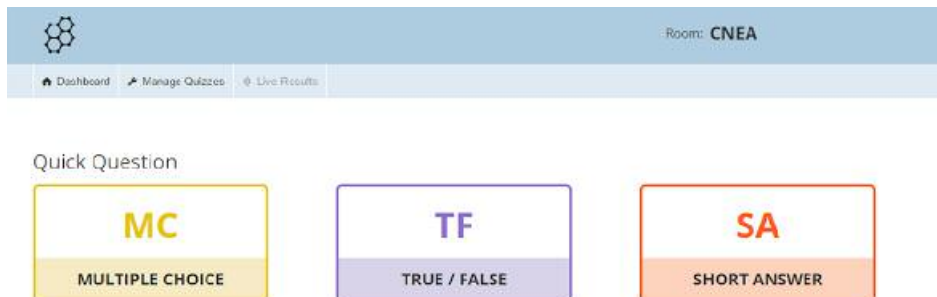 Room: CNEA
Dashboard Manage Quizzes Live Results
Quick Question
MC TF SA
MULTIPLE CHOICE TRUE / FALSE SHORT ANSWER